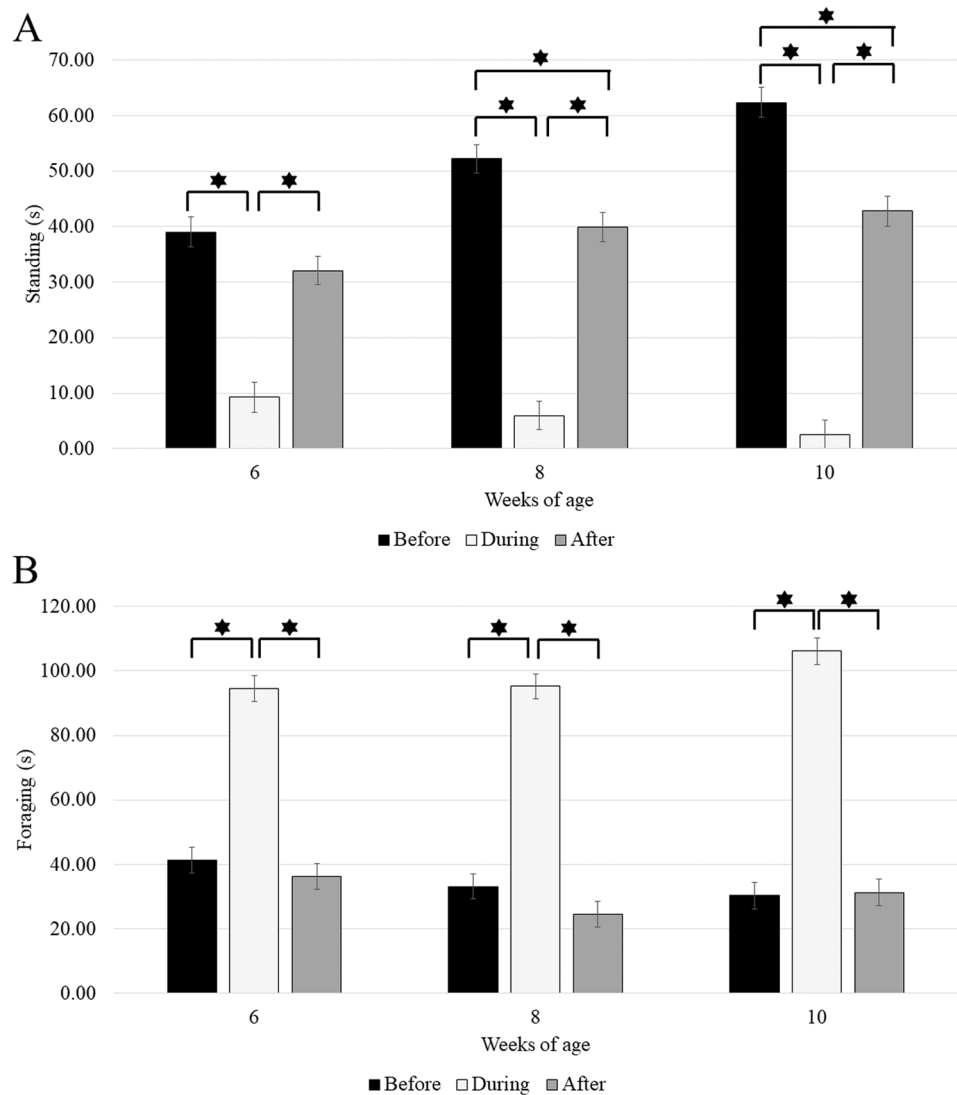 A
70.00
60.00
50.00
40.00
30.00
20.00
10.00
0.00
Standing (s)
6 8 10
Weeks of age
Before During After
B
120.00
100.00
80.00
60.00
40.00
20.00
0.00
Foraging (s)
6 8 10
Weeks of age
Before During After